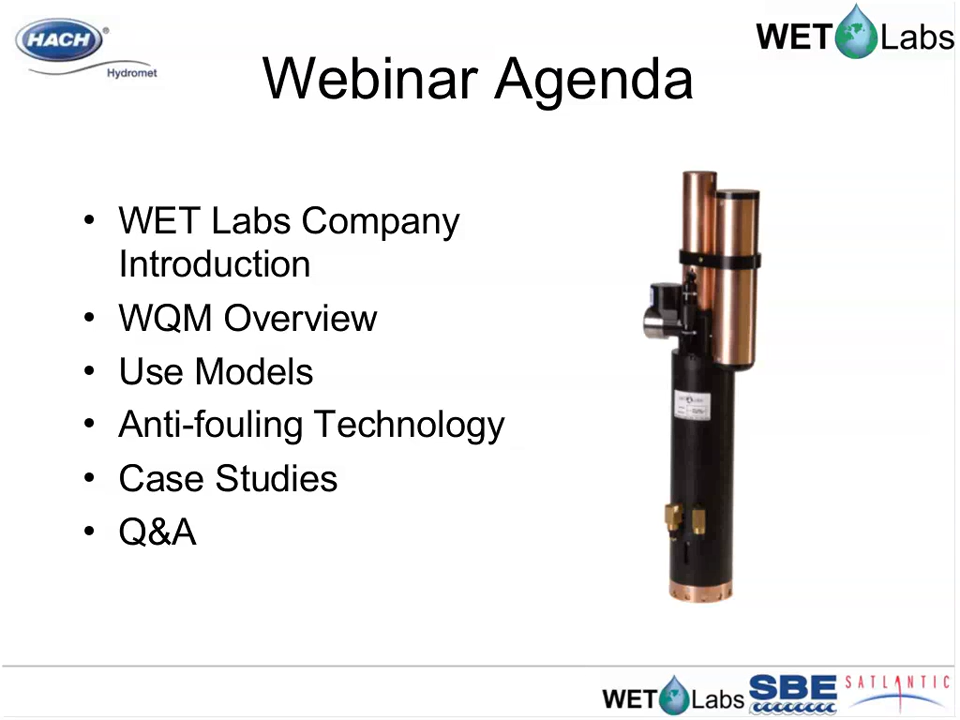 HACH
Hydromet
WET Labs
Webinar Agenda
• WET Labs Company
Introduction
• WQM Overview
• Use Models
• Anti-fouling Technology
• Case Studies
• Q&A
WET Labs
SBE
SATLANTIC